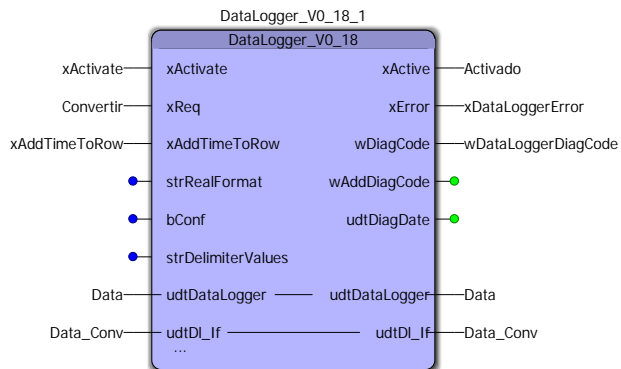 DataLogger_V0_18_1
DataLogger_V0_18
xActivate xActivate xActive Activado
Convertir xReq xError xDataLoggerError
xAddTimeToRow xAddTimeToRow wDiagCode wDataLoggerDiagCode
strRealFormat wAddDiagCode
bConf udtDiagDate
strDelimiterValues
Data udtDataLogger udtDataLogger Data
Data_Conv udtDl_If udtDl_If Data_Conv
...